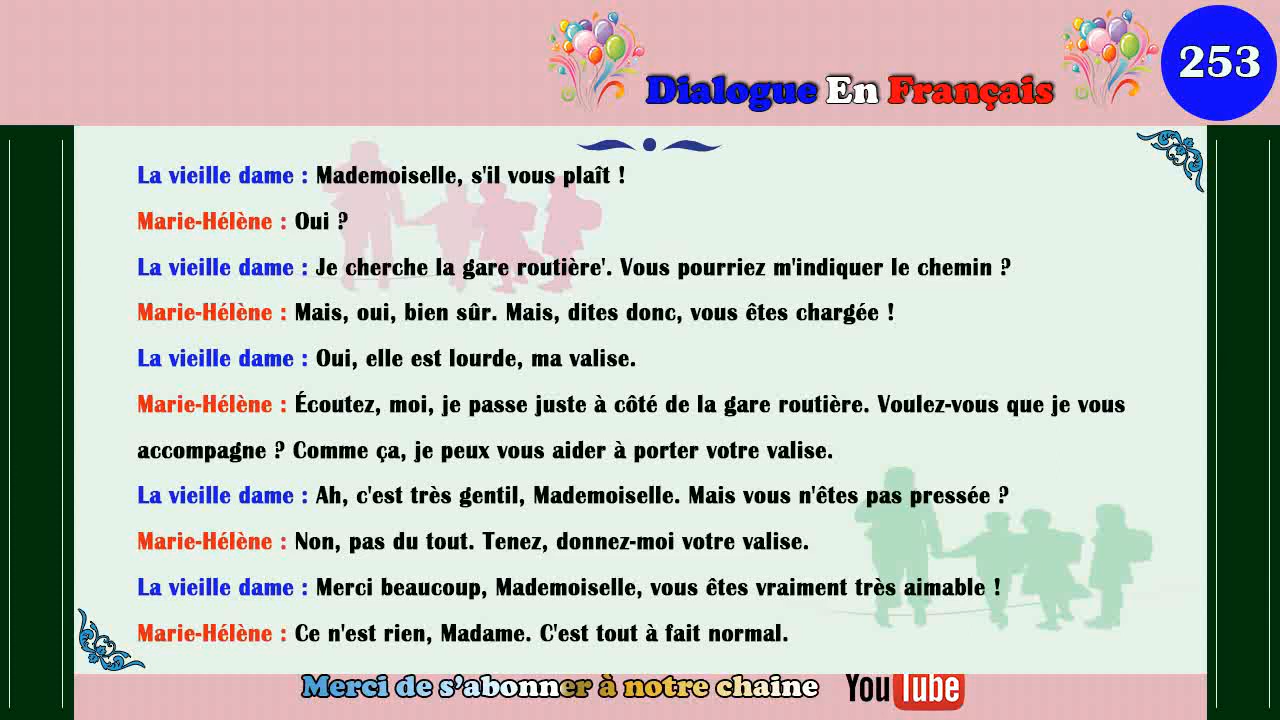 253
Dialogue En Français
La vieille dame : Mademoiselle, s'il vous plaît !
Marie-Hélène : Oui ?
La vieille dame : Je cherche la gare routière'. Vous pourriez m'indiquer le chemin ?
Marie-Hélène : Mais, oui, bien sûr. Mais, dites donc, vous êtes chargée !
La vieille dame : Oui, elle est lourde, ma valise.
Marie-Hélène : Écoutez, moi, je passe juste à côté de la gare routière. Voulez-vous que je vous
accompagne ? Comme ça, je peux vous aider à porter votre valise.
La vieille dame : Ah, c'est très gentil, Mademoiselle. Mais vous n'êtes pas pressée ?
Marie-Hélène : Non, pas du tout. Tenez, donnez-moi votre valise.
La vieille dame : Merci beaucoup, Mademoiselle, vous êtes vraiment très aimable !
Marie-Hélène : Ce n'est rien, Madame. C'est tout à fait normal.
Merci de s'abonner à notre chaine YouTube